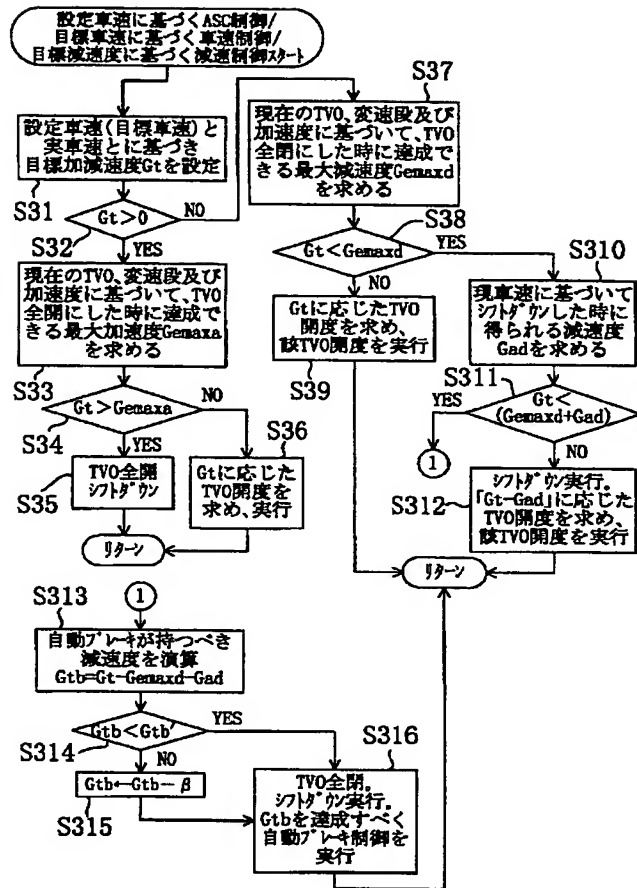 設定車速に基づくASC制御/
目標車速に基づく車速制御/
目標減速度に基づく減速制御スタート
設定車速(目標車速)と
実車速とに基づき
目標加減速度Gtを設定
S31
Gt>0
NO
S32
YES
現在のTVO、変速段及び
加速度に基づいて、TVO
全開にした時に達成で
きる最大加速度Gemaxa
を求める
S33
Gt>Gemaxa
NO
S34
YES
S36
TVO全開
シフトダウン
S35
Gtに応じた
TVO開度を
求め、実行
リターン
S37
現在のTVO、変速段及び
加速度に基づいて、TVO
全閉にした時に達成で
きる最大減速度Gemaxd
を求める
S38
Gt<Gemaxd
YES
NO
S310
Gtに応じたTVO
開度を求め、
該TVO開度を実行
S39
現車速に基づいて
シフトダウンした時に
得られる減速度
Gadを求める
S311
Gt<
(Gemaxd+Gad)
YES
1
NO
シフトダウン実行。
「Gt-Gad」に応じた
TVO開度を求め、
該TVO開度を実行
S312
リターン
1
S313
自動ブレーキが持つべき
減速度を演算
Gtb=Gt-Gemaxd-Gad
Gtb<Gtb'
YES
S314
NO
Gtb←Gtb-β
S315
S316
TVO全閉。
シフトダウン実行。
Gtbを達成すべく
自動ブレーキ制御を
実行